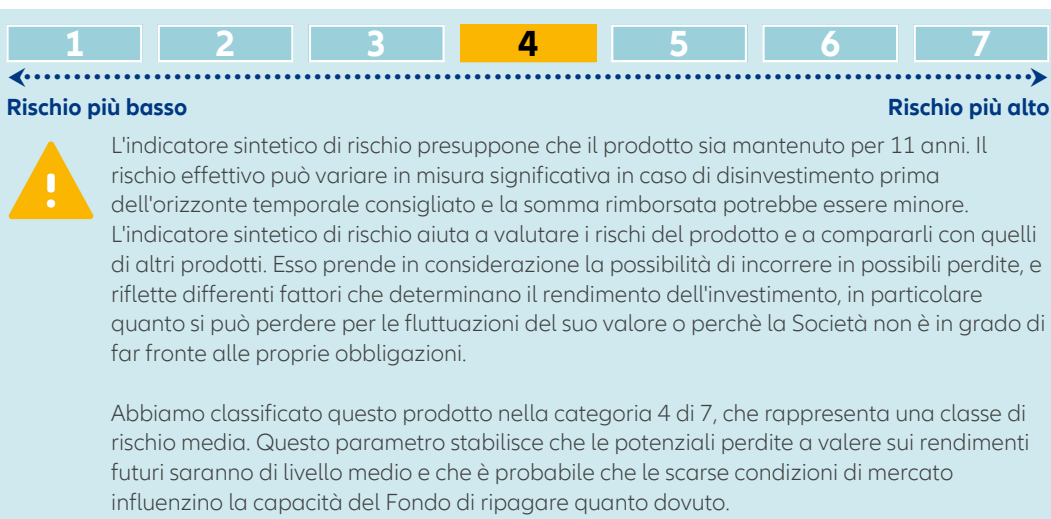 1 2 3 4 5 6 7
Rischio più basso Rischio più alto
L'indicatore sintetico di rischio presuppone che il prodotto sia mantenuto per 11 anni. Il
rischio effettivo può variare in misura significativa in caso di disinvestimento prima
dell'orizzonte temporale consigliato e la somma rimborsata potrebbe essere minore.
L'indicatore sintetico di rischio aiuta a valutare i rischi del prodotto e a compararli con quelli
di altri prodotti. Esso prende in considerazione la possibilità di incorrere in possibili perdite, e
riflette differenti fattori che determinano il rendimento dell'investimento, in particolare
quanto si può perdere per le fluttuazioni del suo valore o perchè la Società non è in grado di
far fronte alle proprie obbligazioni.
Abbiamo classificato questo prodotto nella categoria 4 di 7, che rappresenta una classe di
rischio media. Questo parametro stabilisce che le potenziali perdite a valere sui rendimenti
futuri saranno di livello medio e che è probabile che le scarse condizioni di mercato
influenzino la capacità del Fondo di ripagare quanto dovuto.